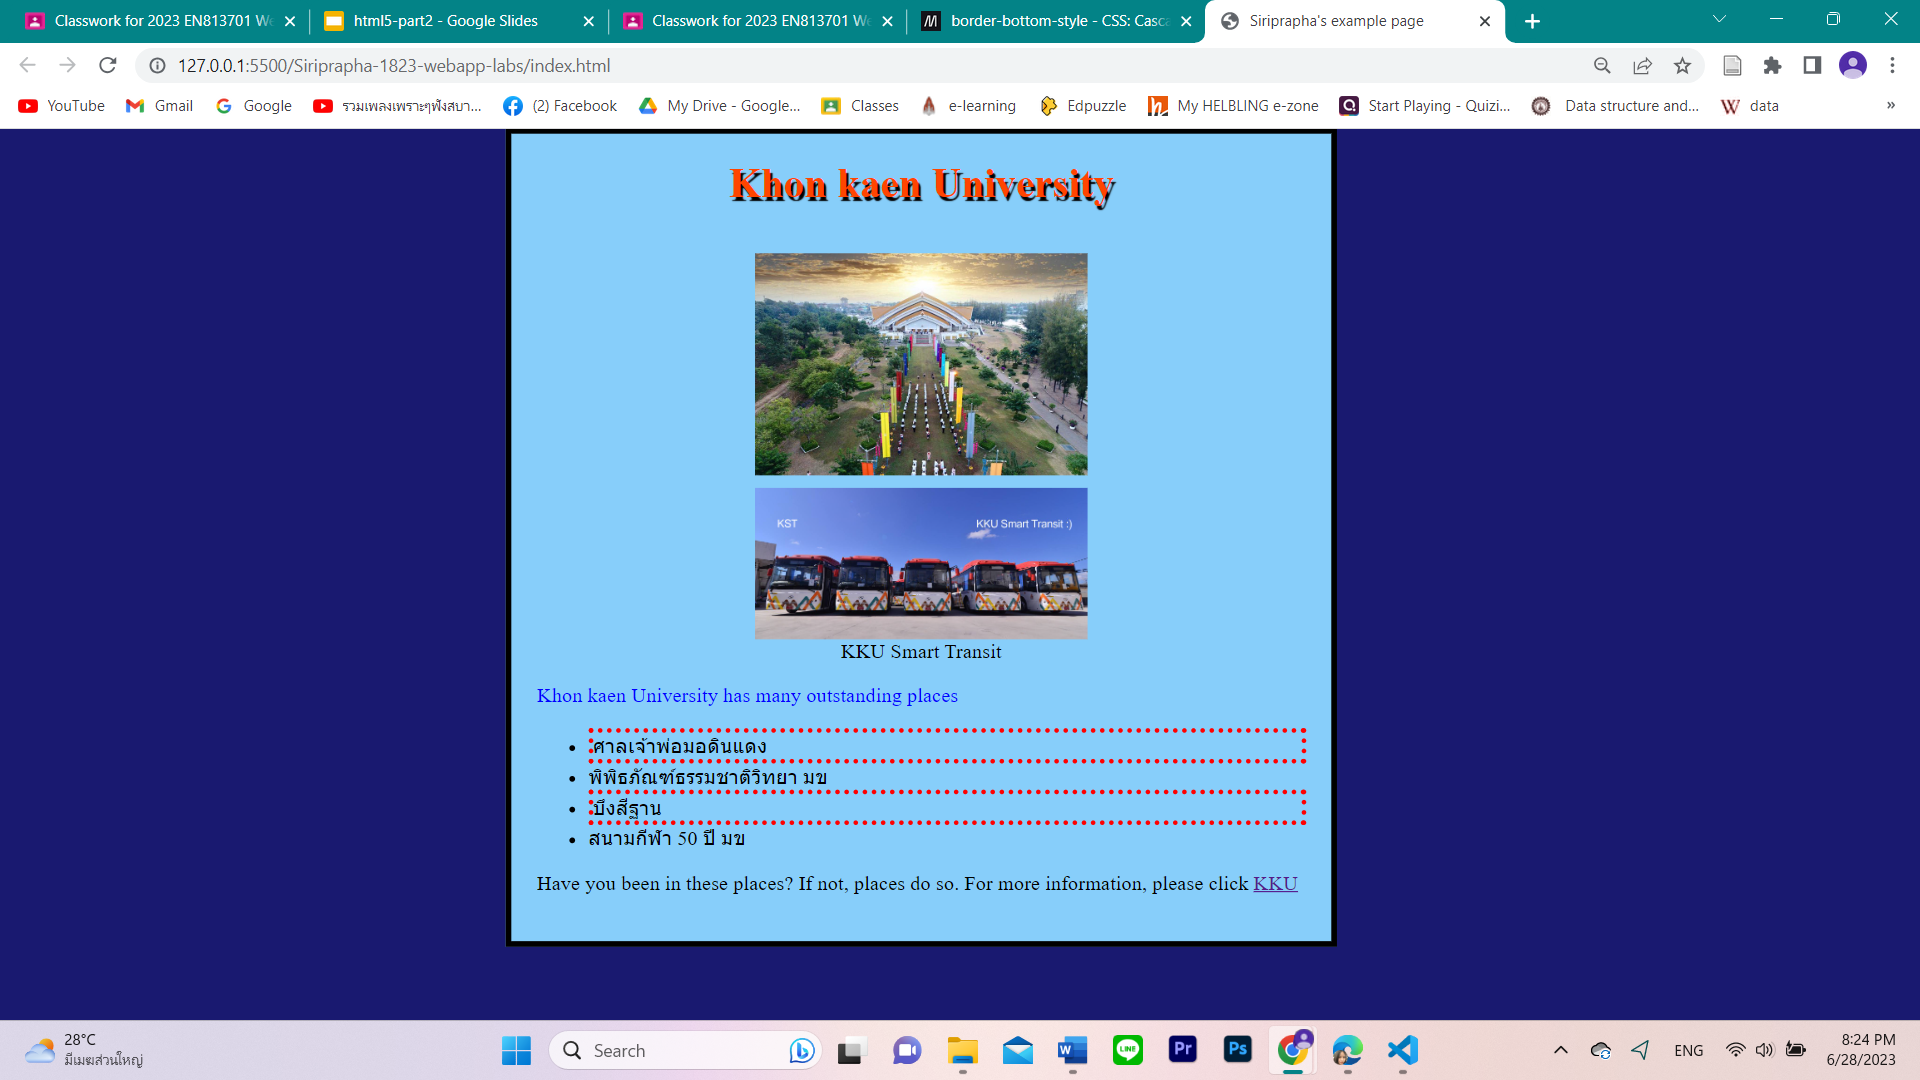 Classwork for 2023 EN813701 We
html5-part2 - Google Slides
Classwork for 2023 EN813701 We
border-bottom-style - CSS: Casca
Siriprapha's example page
127.0.0.1:5500/Siriprapha-1823-webapp-labs/index.html
YouTube
Gmail
Google
รวมเพลงเพราะๆฟังสบา...
(2) Facebook
My Drive - Google...
Classes
e-learning
Edpuzzle
My HELBLING e-zone
Start Playing - Quizi...
Data structure and...
data
»
Khon kaen University
KST
KKU Smart Transit :)
KKU Smart Transit
Khon kaen University has many outstanding places
• ศาลเจ้าพ่อมอดินแดง
• พิพิธภัณฑ์ธรรมชาติวิทยา มข
• บึงสีฐาน
• สนามกีฬา 50 ปี มข
Have you been in these places? If not, places do so. For more information, please click KKU
28°C
มีเมฆส่วนใหญ่
Search
LINE
Pr
Ps
ENG
8:24 PM
6/28/2023